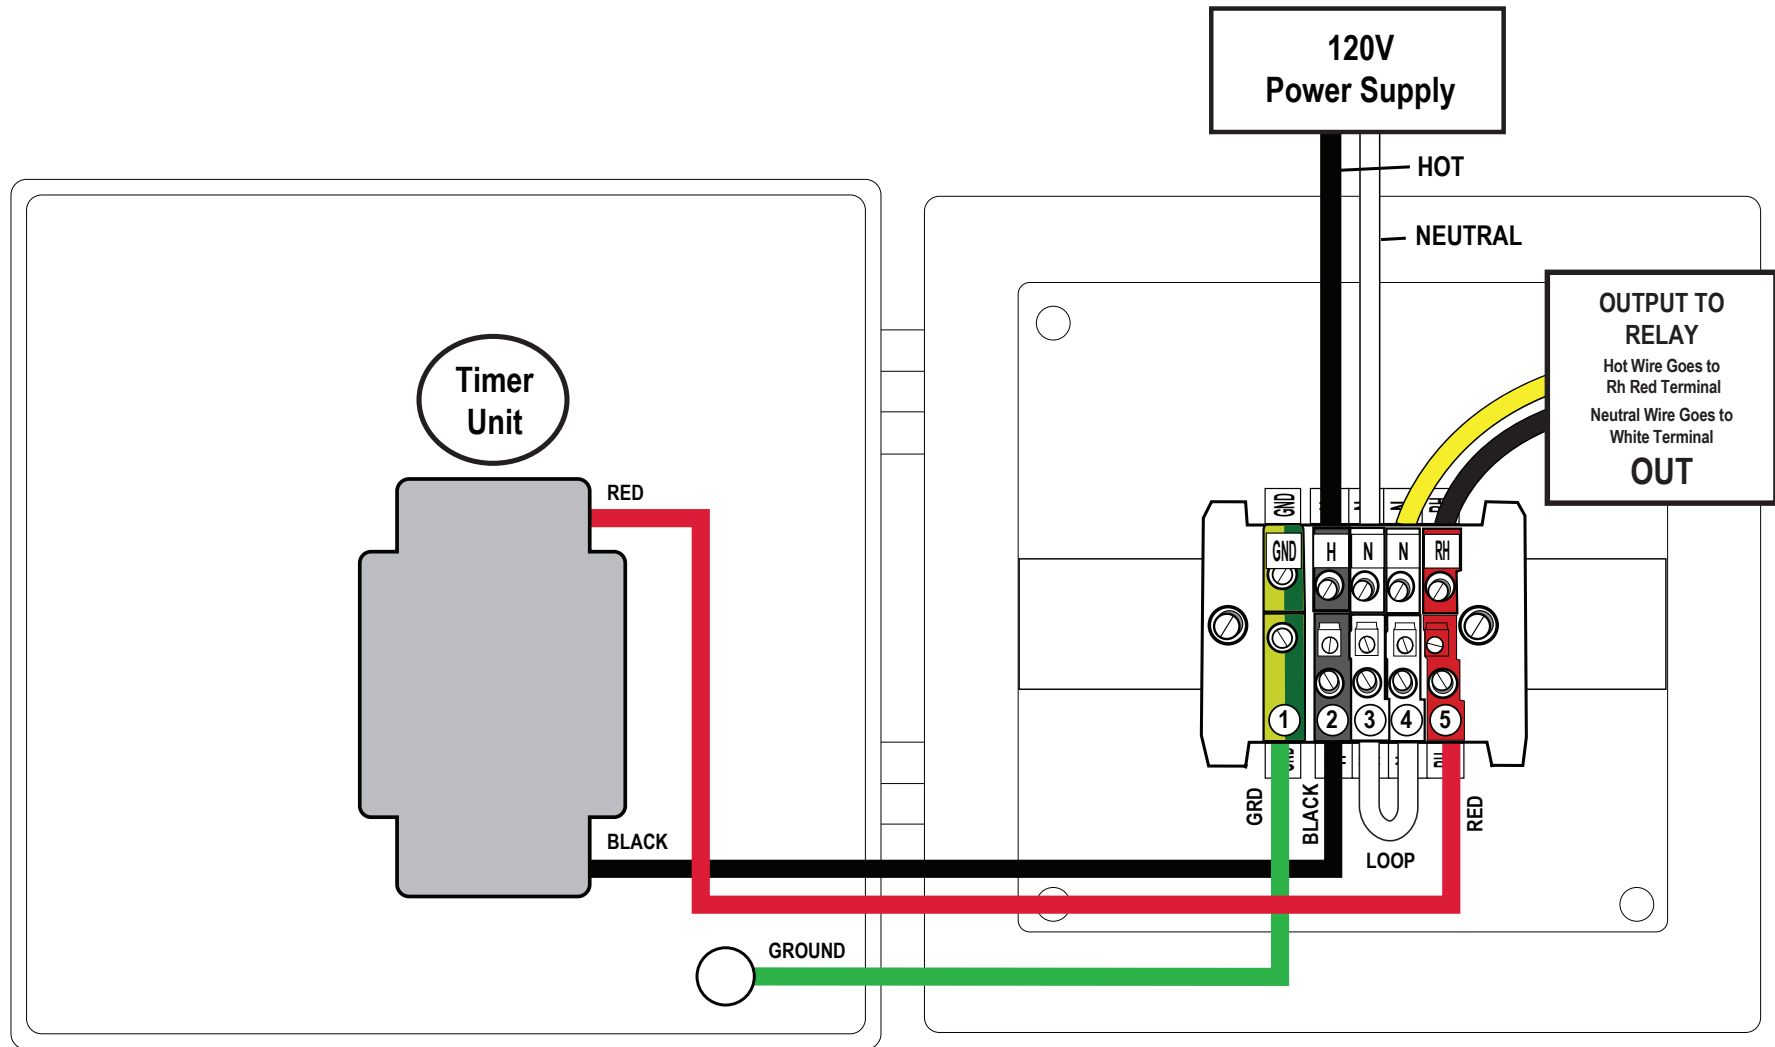 120V
Power Supply
HOT
NEUTRAL
OUTPUT TO
RELAY
Hot Wire Goes to
Rh Red Terminal
Neutral Wire Goes to
White Terminal
OUT
Timer
Unit
RED
BLACK
GROUND
GND
GND
H
N
N
RH
1
2
3
4
5
GRD
BLACK
LOOP
RED